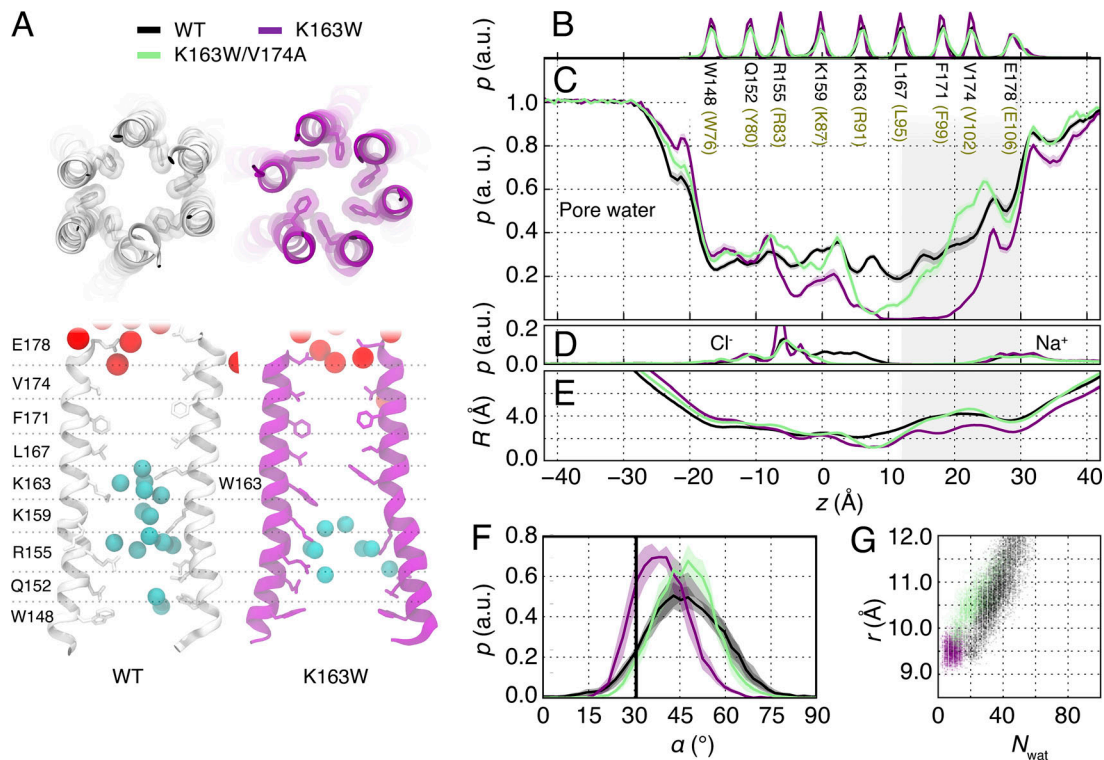 A
WT
K163W
K163W/V174A
E178
V174
F171
L167
K163
K159
R155
Q152
W148
W163
WT
K163W
B
p (a.u.)
C
W148 (W76)
Q152 (Y80)
R155 (R83)
K159 (K87)
K163 (R91)
L167 (L95)
F171 (F99)
V174 (V102)
E178 (E106)
1.0
0.8
0.6
0.4
0.2
p (a. u.)
Pore water
D
p (a.u.)
0.2
0.0
Cl-
Na+
E
R (Å)
4.0
0.0
−40 −30 −20 −10 0 10 20 30 40
z (Å)
F
p (a.u.)
0.8
0.6
0.4
0.2
0.0
0 15 30 45 60 75 90
α (°)
G
r (Å)
12.0
11.0
10.0
9.0
0 40 80
Nwat